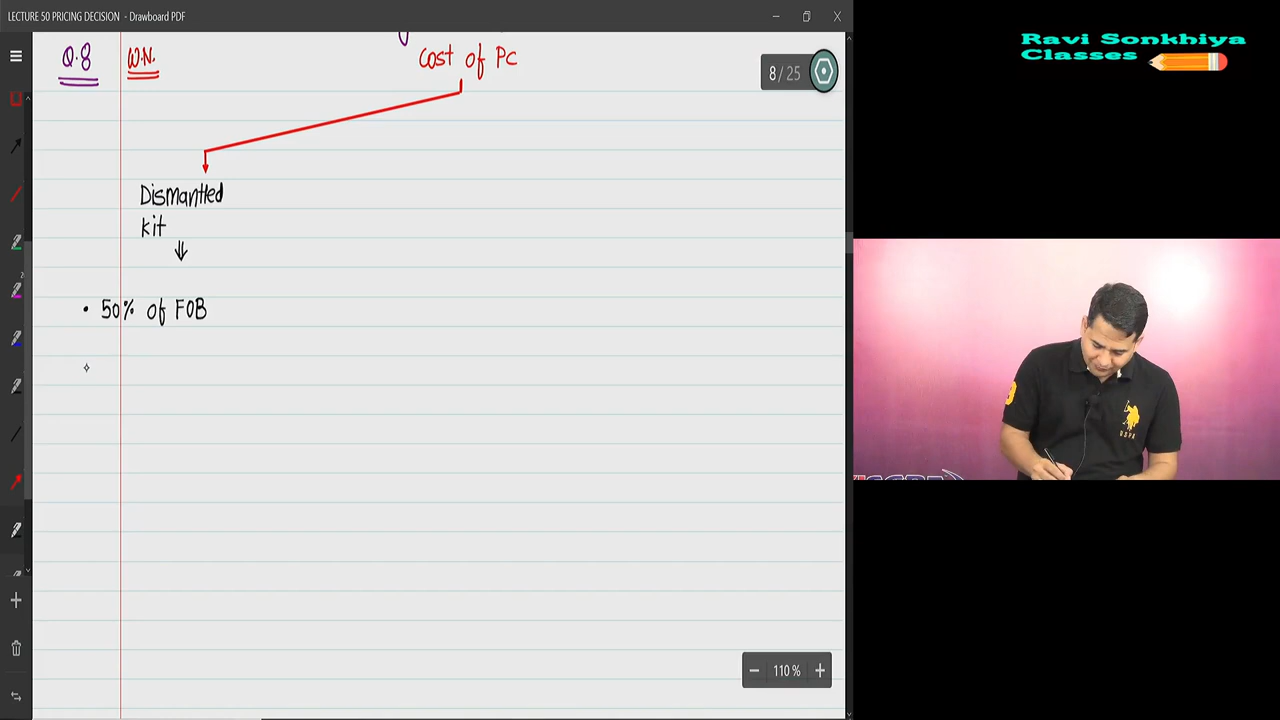 LECTURE 50 PRICING DECISION - Drawboard PDF
Ravi Sonkhiya
Classes
Q.8 W.N. Cost of PC
8 / 25
Dismantled
Kit
• 50% of FOB
USPA
110 %